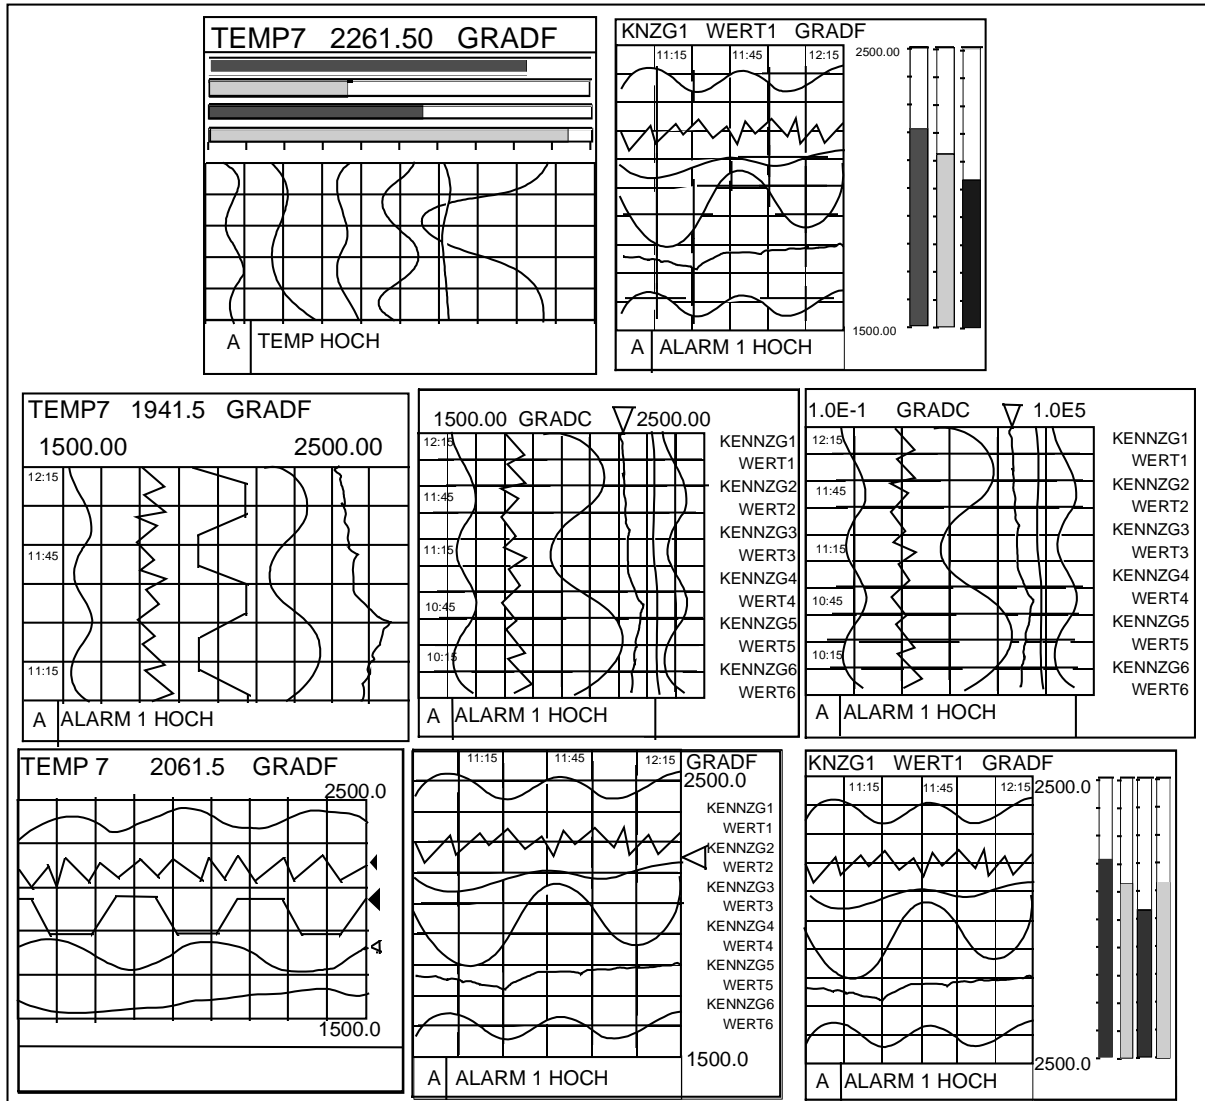 TEMP7 2261.50 GRADF
A TEMP HOCH
KNZG1 WERT1 GRADF
11:15 11:45 12:15
2500.00
1500.00
A ALARM 1 HOCH
TEMP7 1941.5 GRADF
1500.00 2500.00
12:15
11:45
11:15
A ALARM 1 HOCH
1500.00 GRADC 2500.00
12:15
11:45
11:15
10:45
10:15
KENNZG1
WERT1
KENNZG2
WERT2
KENNZG3
WERT3
KENNZG4
WERT4
KENNZG5
WERT5
KENNZG6
WERT6
A ALARM 1 HOCH
1.0E-1 GRADC 1.0E5
12:15
11:45
11:15
10:45
10:15
KENNZG1
WERT1
KENNZG2
WERT2
KENNZG3
WERT3
KENNZG4
WERT4
KENNZG5
WERT5
KENNZG6
WERT6
A ALARM 1 HOCH
TEMP 7 2061.5 GRADF
2500.0
1500.0
11:15 11:45 12:15
GRADF
2500.0
KENNZG1
WERT1
KENNZG2
WERT2
KENNZG3
WERT3
KENNZG4
WERT4
KENNZG5
WERT5
KENNZG6
WERT6
1500.0
A ALARM 1 HOCH
KNZG1 WERT1 GRADF
11:15 11:45 12:15
2500.0
2500.0
A ALARM 1 HOCH